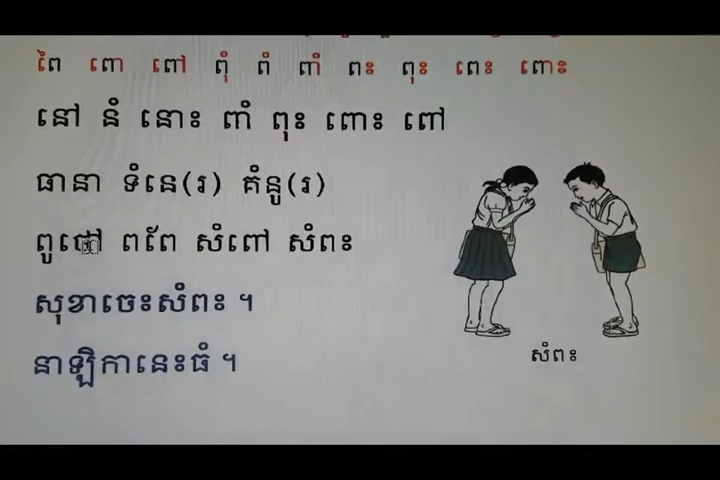 ពៃ ពោ ពៅ ពុំ ពំ ពាំ ពះ ពុះ ពេះ ពោះ
នៅ នំ នោះ ពាំ ពុះ ពោះ ពៅ
ធានា ទំនេ(រ) គំនូ(រ)
ពពែ សំពៅ សំពះ
សុខាចេះសំពះ ។
នាឡិកានេះធំ ។
សំពះ